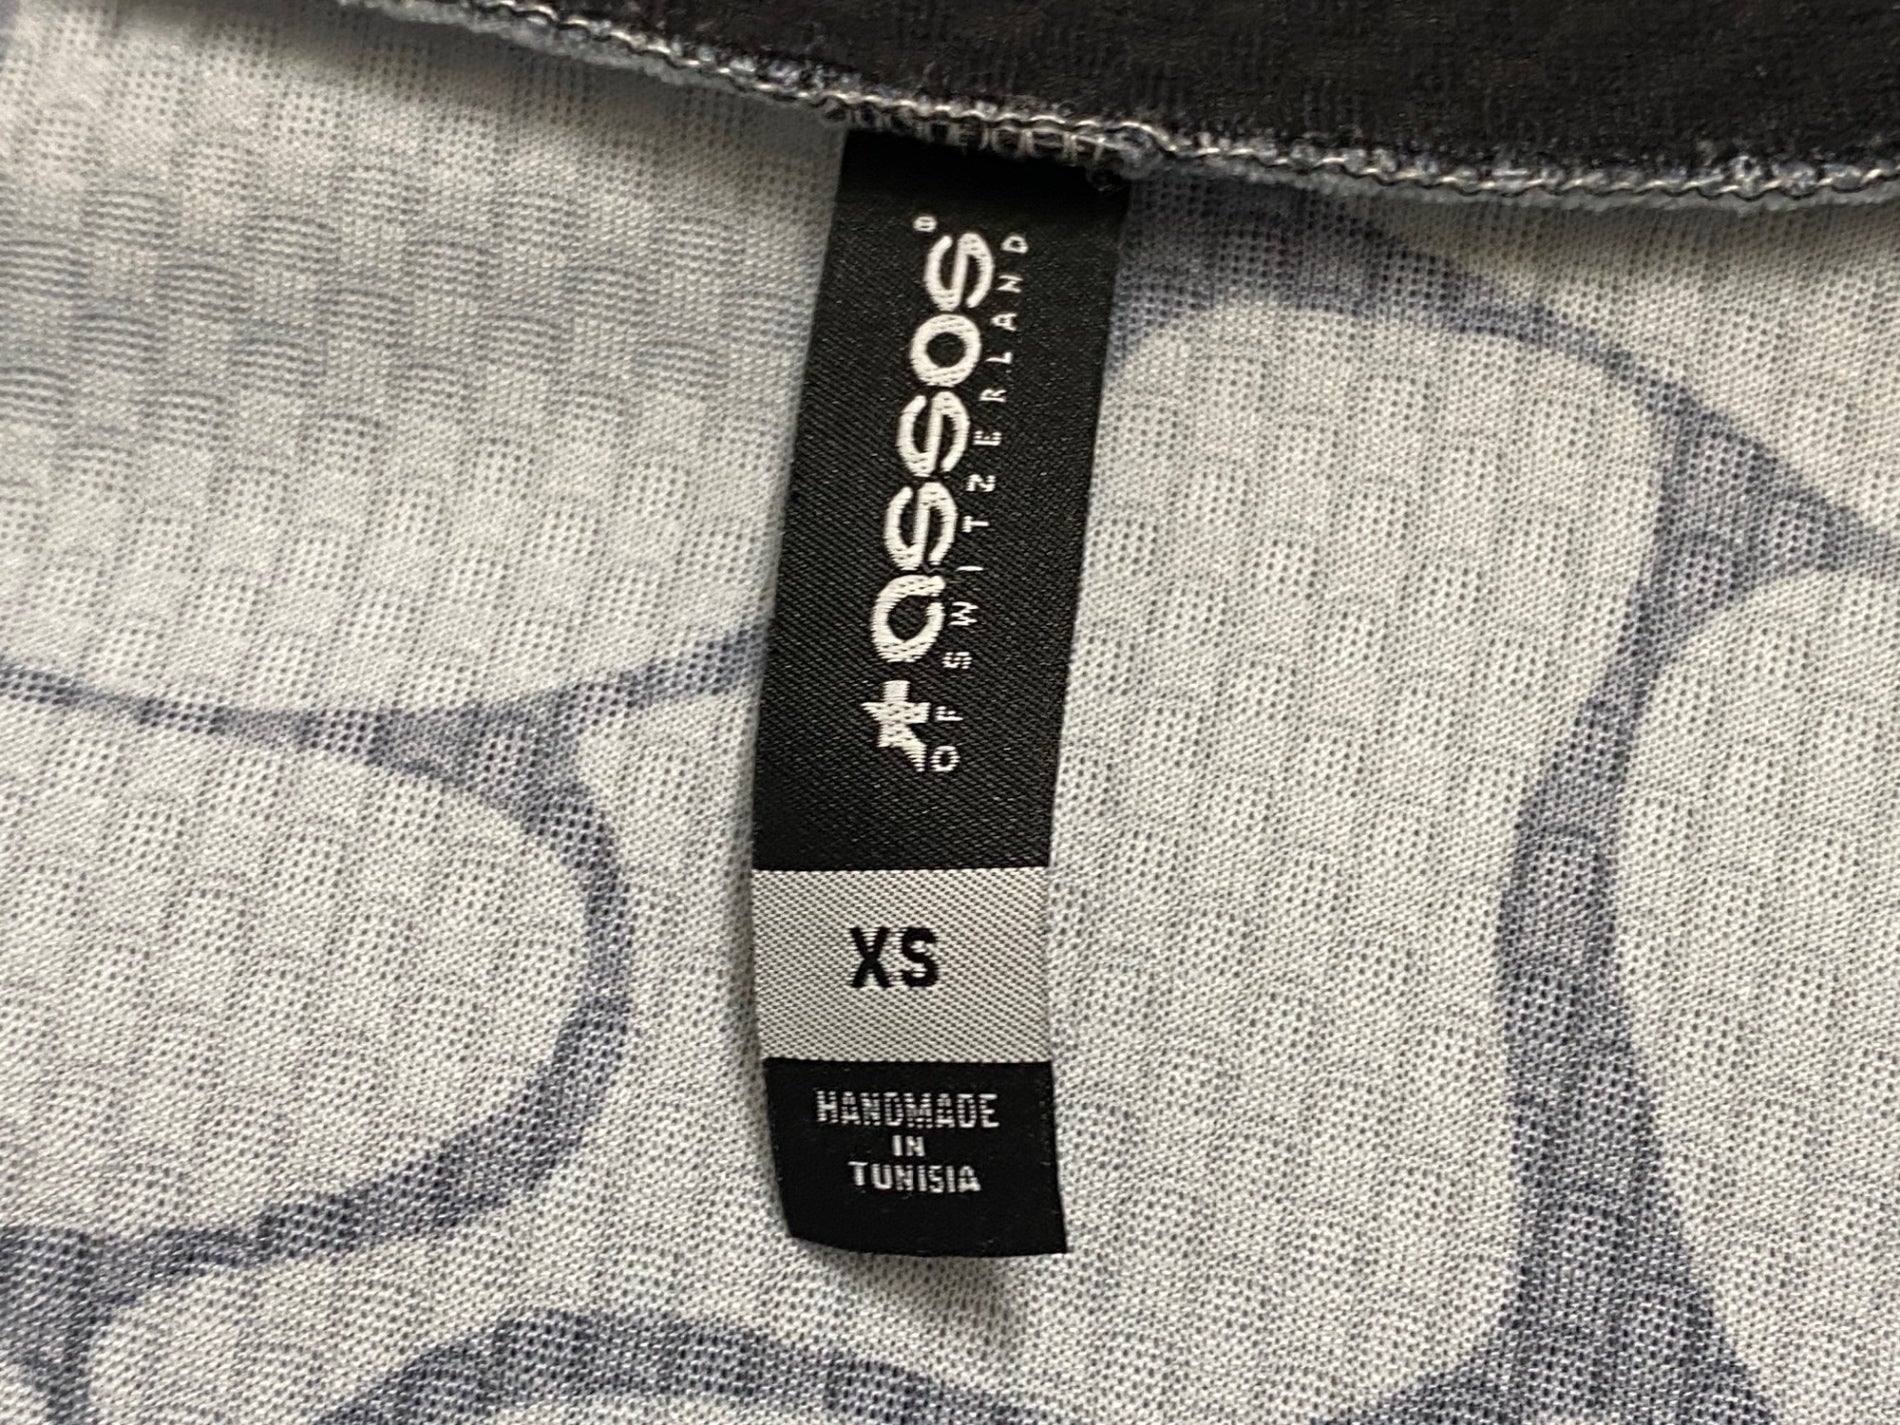 assos®
OF SWITZERLAND
XS
HANDMADE
IN
TUNISIA